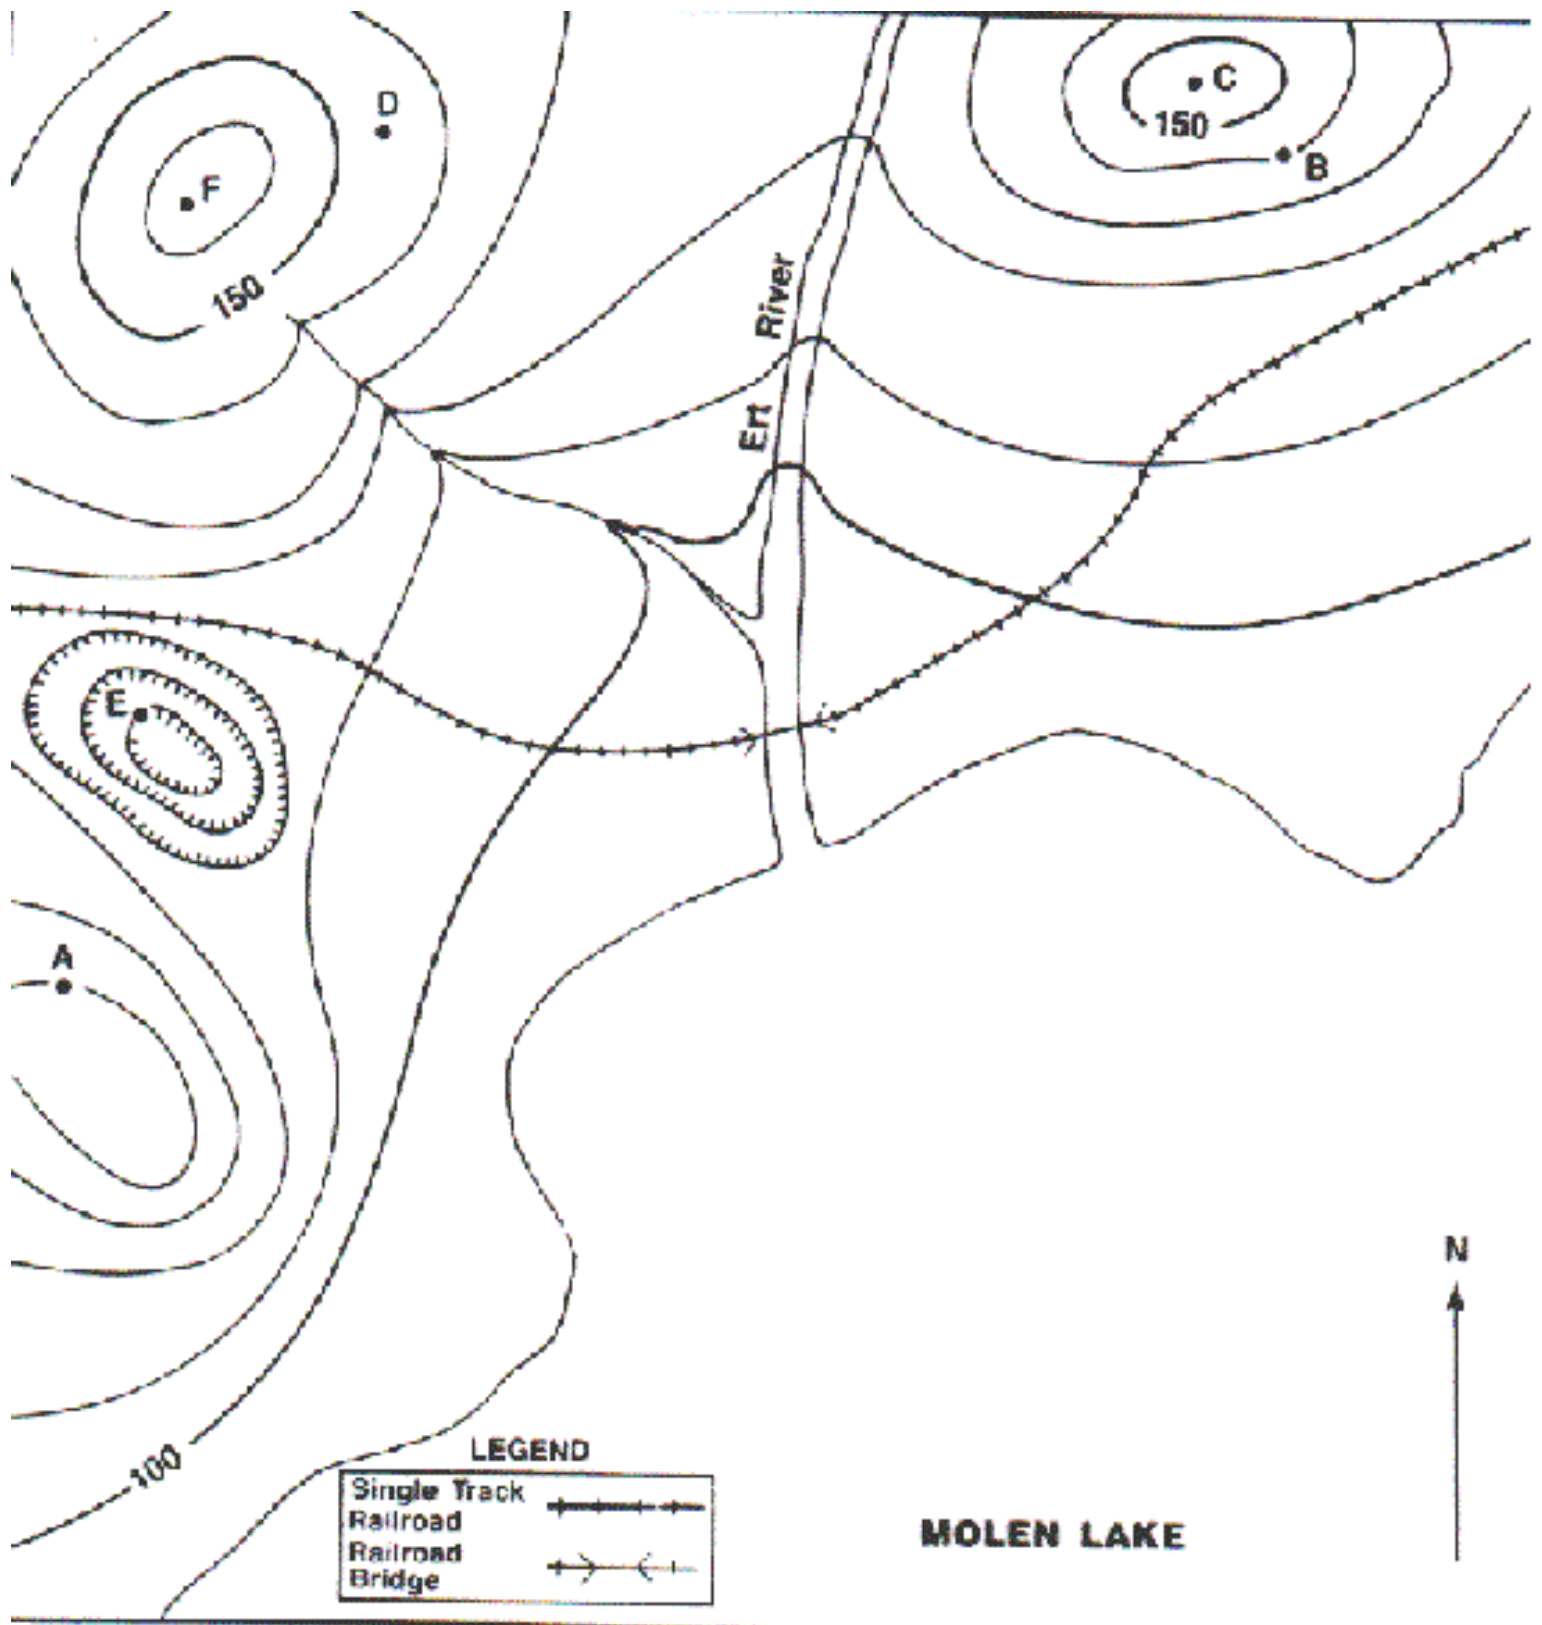 D
C
F
150
B
150
River
Ert
E
A
N
100
LEGEND
Single Track
Railroad
Railroad
Bridge
MOLEN LAKE